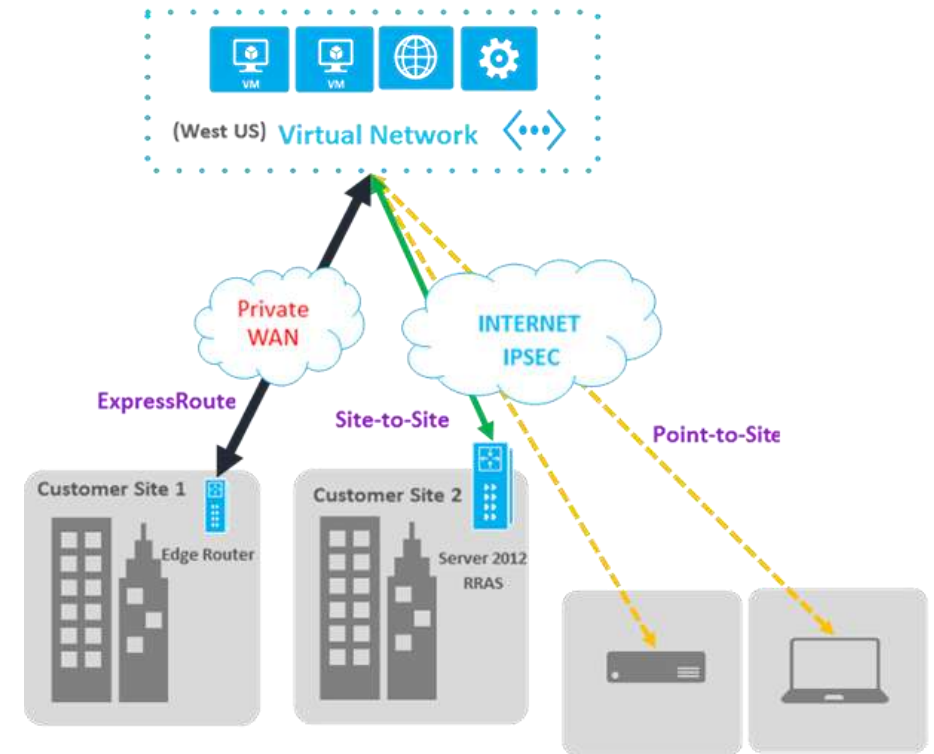 VM
VM
(West US) Virtual Network
Private
WAN
INTERNET
IPSEC
ExpressRoute
Site-to-Site
Point-to-Site
Customer Site 1
Edge Router
Customer Site 2
Server 2012
RRAS